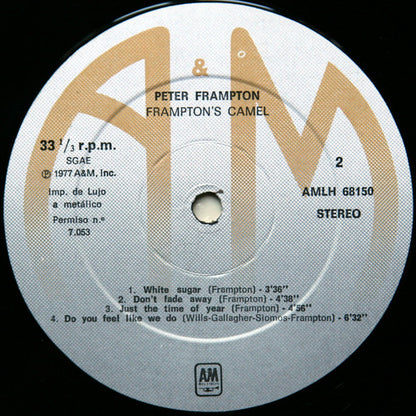 A & M
PETER FRAMPTON
FRAMPTON'S CAMEL
33 1/3 r.p.m.
SGAE
℗ 1977 A&M, Inc.
Imp. de Lujo
a metálico
Permiso n.º
7.053
2
AMLH 68150
STEREO
1. White sugar (Frampton) - 3'36"
2. Don't fade away (Frampton) - 4'38"
3. Just the time of year (Frampton) - 4'56"
4. Do you feel like we do (Wills-Gallagher-Siomos-Frampton) - 6'32"
AM